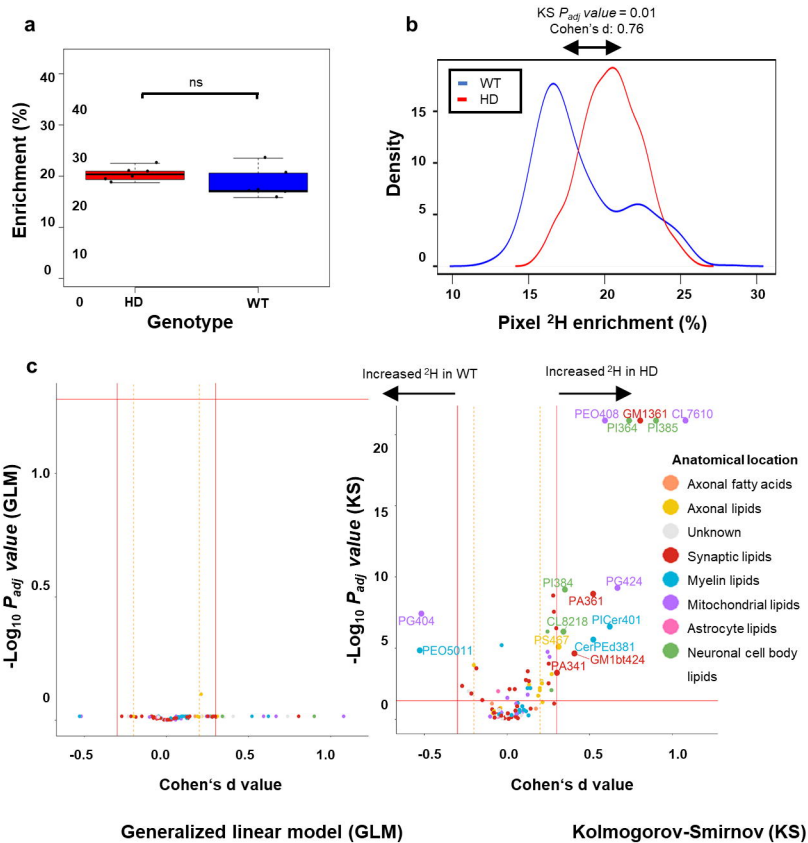 a
ns
Enrichment (%)
40
30
20
10
0
40
30
20
10
0
HD
WT
Genotype
b
KS Padj value = 0.01
Cohen's d: 0.76
WT
HD
Density
15
10
5
0
10
15
20
25
30
Pixel ²H enrichment (%)
c
-Log10 Padj value (GLM)
1.0
0.5
0
-0.5
0.0
0.5
1.0
Cohen's d value
Generalized linear model (GLM)
Increased ²H in WT
Increased ²H in HD
-Log10 Padj value (KS)
20
15
10
5
0
PEO408
GM1361
CL7610
PI364
PI385
PI384
PG424
PA361
PG404
CL8218
PICer401
PS467
CerPEd381
PEO5011
GM1bt424
PA341
-0.5
0.0
0.5
1.0
Cohen's d value
Kolmogorov-Smirnov (KS)
Anatomical location
Axonal fatty acids
Axonal lipids
Unknown
Synaptic lipids
Myelin lipids
Mitochondrial lipids
Astrocyte lipids
Neuronal cell body
lipids